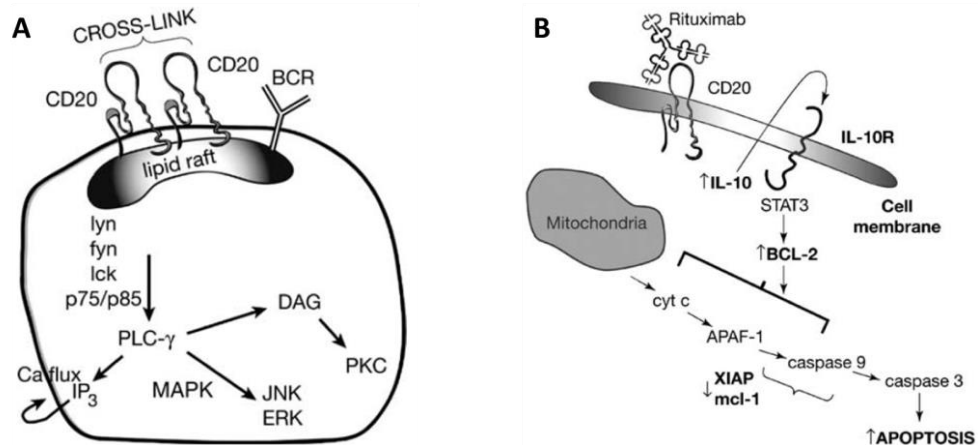 A
CROSS-LINK
CD20
CD20
BCR
lipid raft
lyn
fyn
lck
p75/p85
PLC-γ
DAG
PKC
Ca flux
IP3
MAPK
JNK
ERK
B
Rituximab
CD20
IL-10R
↑IL-10
STAT3
Cell
membrane
Mitochondria
↑BCL-2
cyt c
APAF-1
caspase 9
XIAP
↓mcl-1
caspase 3
↑APOPTOSIS